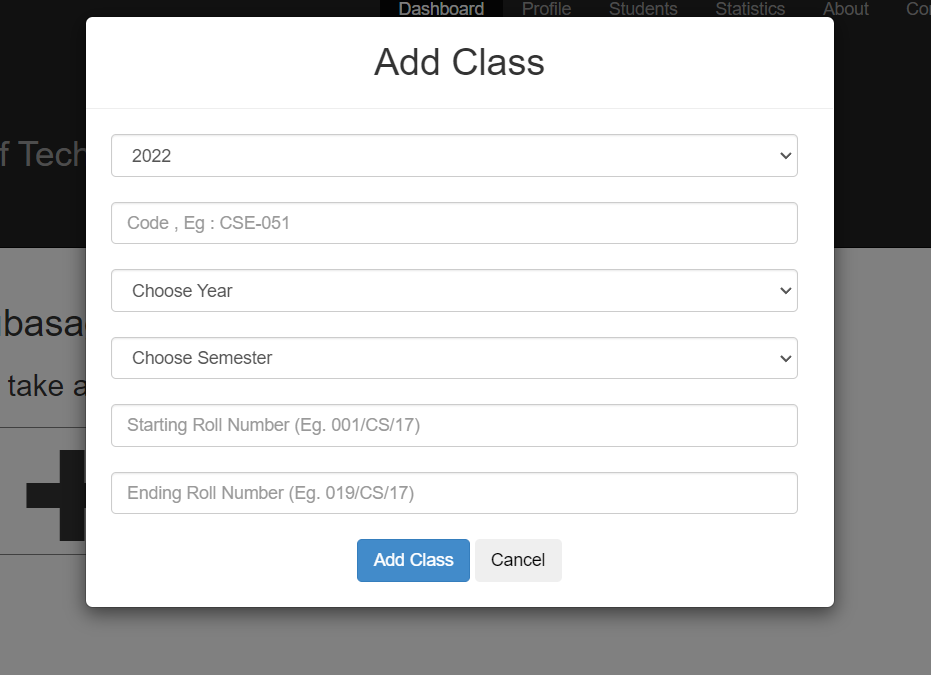 Dashboard Profile Students Statistics About
Add Class
f Tech
2022
Code , Eg : CSE-051
Choose Year
basa
Choose Semester
take a
Starting Roll Number (Eg. 001/CS/17)
Ending Roll Number (Eg. 019/CS/17)
Add Class Cancel